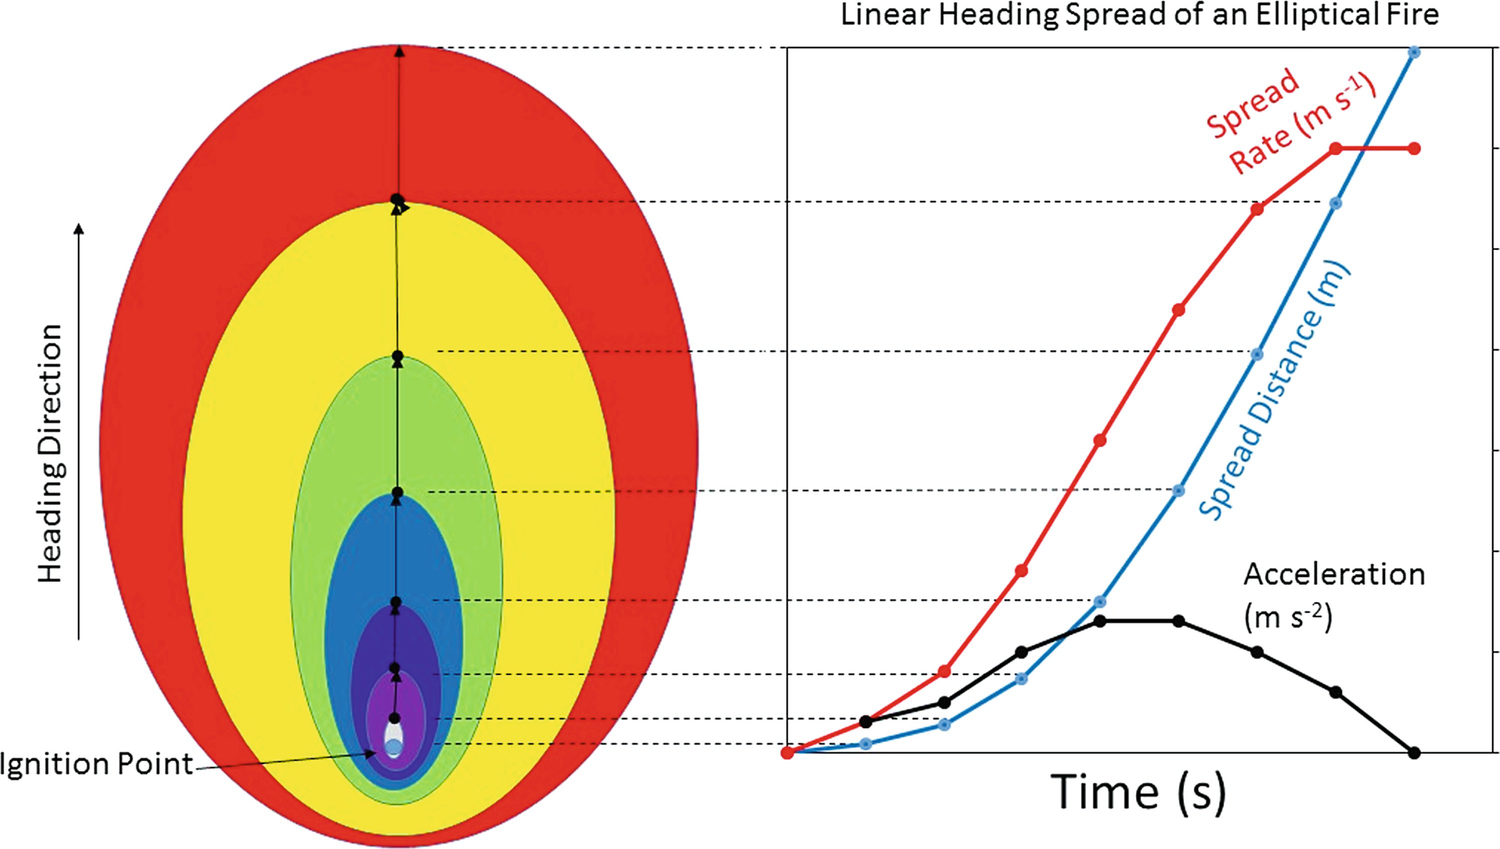 Linear Heading Spread of an Elliptical Fire
Spread
Rate (m s-1)
Heading Direction
Spread Distance (m)
Acceleration
(m s-2)
Ignition Point
Time (s)